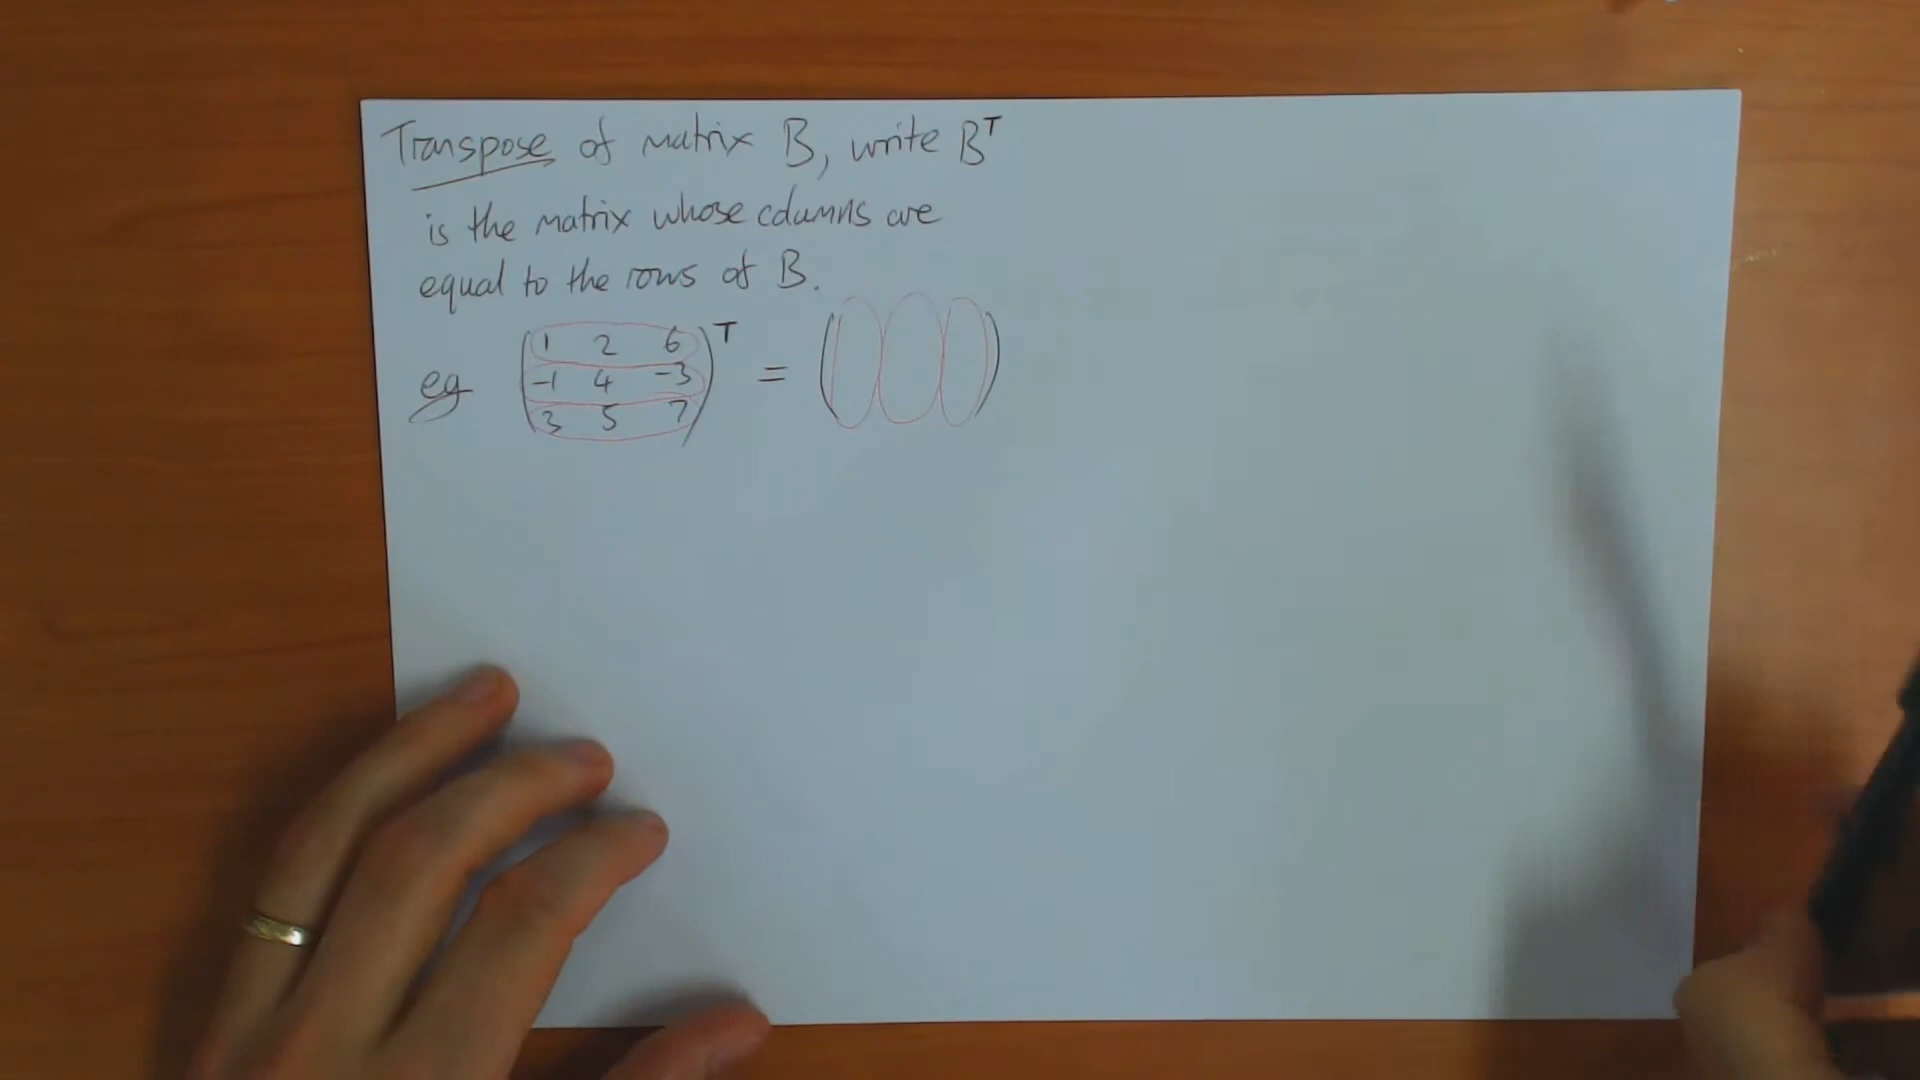 Transpose of matrix B, write Bᵀ
is the matrix whose columns are
equal to the rows of B.
eg (1 2 6)ᵀ = ( )
-1 4 -3
3 5 7